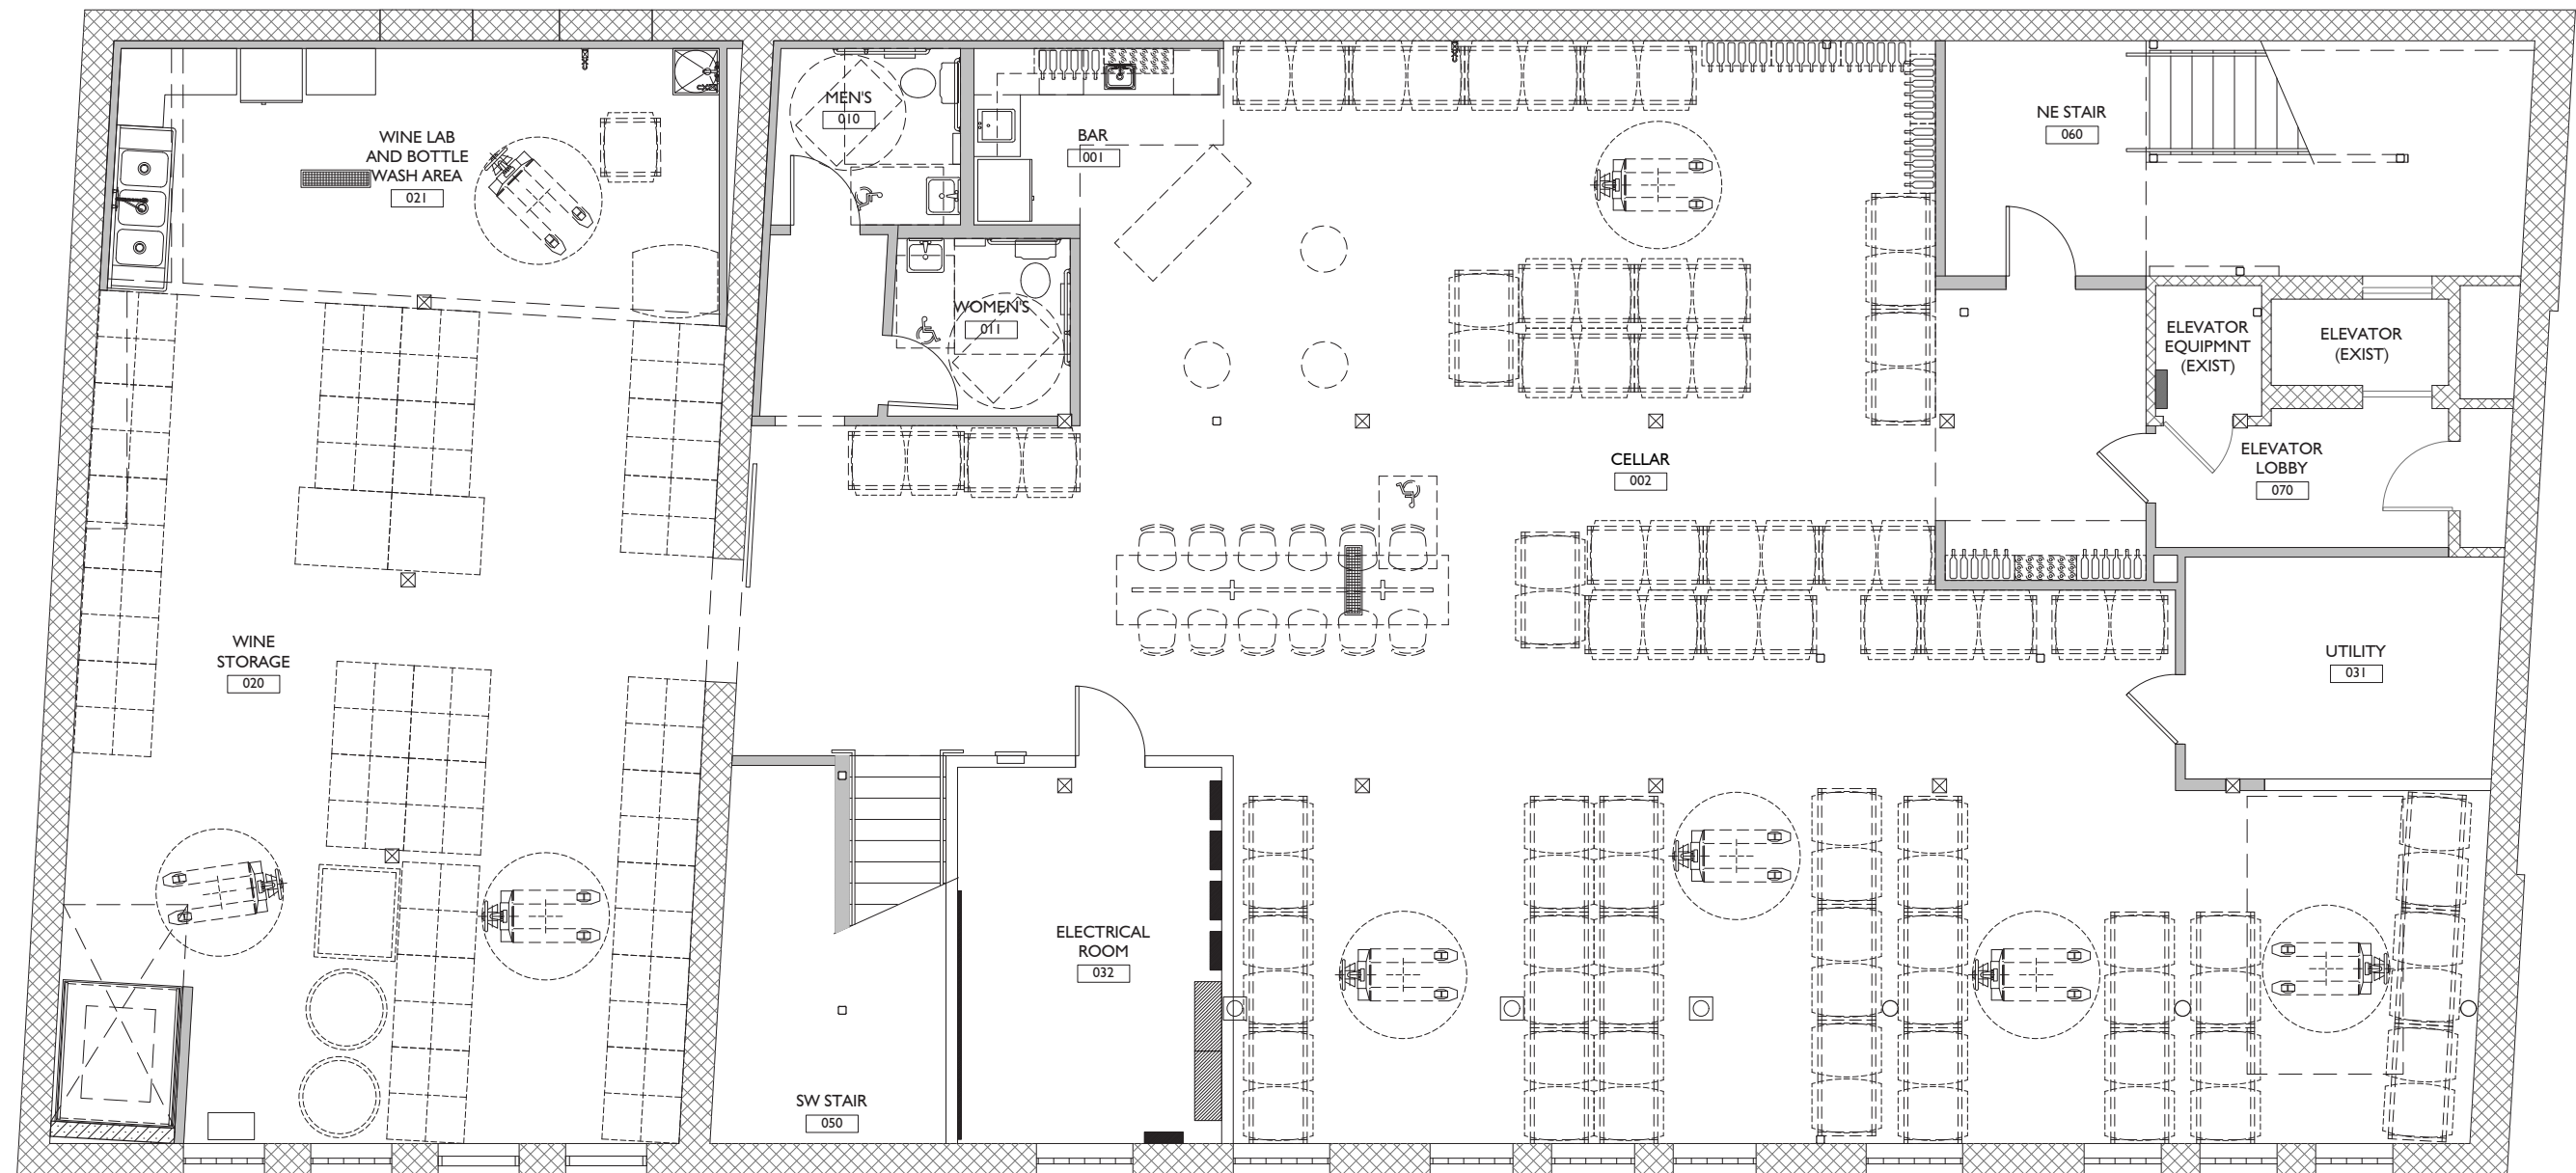 WINE LAB
AND BOTTLE
WASH AREA
021
MEN'S
010
BAR
001
NE STAIR
060
WOMEN'S
011
ELEVATOR
EQUIPMNT
(EXIST)
ELEVATOR
(EXIST)
ELEVATOR
LOBBY
070
CELLAR
002
WINE
STORAGE
020
UTILITY
031
ELECTRICAL
ROOM
032
SW STAIR
050